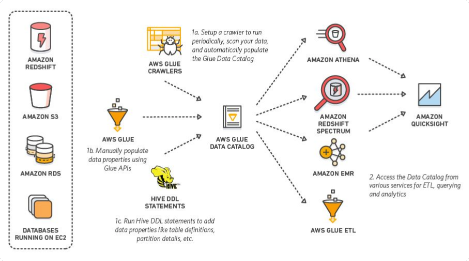 AMAZON
REDSHIFT
AMAZON S3
AMAZON RDS
DATABASES
RUNNING ON EC2
AWS GLUE
CRAWLERS
1a. Setup a crawler to run
periodically, scan your data,
and automatically populate
the Glue Data Catalog
AWS GLUE
1b. Manually populate
data properties using
Glue APIs
HIVE
HIVE DDL
STATEMENTS
1c. Run Hive DDL statements to add
data properties like table definitions,
partition details, etc.
AWS GLUE
DATA CATALOG
AMAZON ATHENA
AMAZON
REDSHIFT
SPECTRUM
AMAZON EMR
AWS GLUE ETL
AMAZON
QUICKSIGHT
2. Access the Data Catalog from
various services for ETL, querying
and analytics